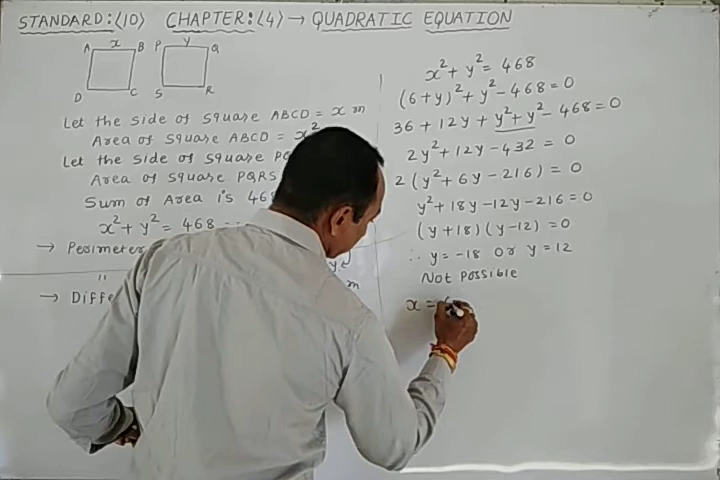 STANDARD:⟨10⟩ CHAPTER:⟨4⟩ → QUADRATIC EQUATION
A x B P y Q
D C S R
Let the side of square ABCD = x m
Area of square ABCD = x²
Let the side of square
Area of square PQRS
Sum of Area is 468
x² + y² = 468
→ Perimeter
"
m
→
x² + y² = 468
(6+y)² + y² - 468 = 0
36 + 12y + y² + y² - 468 = 0
2y² + 12y - 432 = 0
2(y² + 6y - 216) = 0
y² + 18y - 12y - 216 = 0
(y+18)(y-12) = 0
∴ y = -18 Or y = 12
Not possible
x =